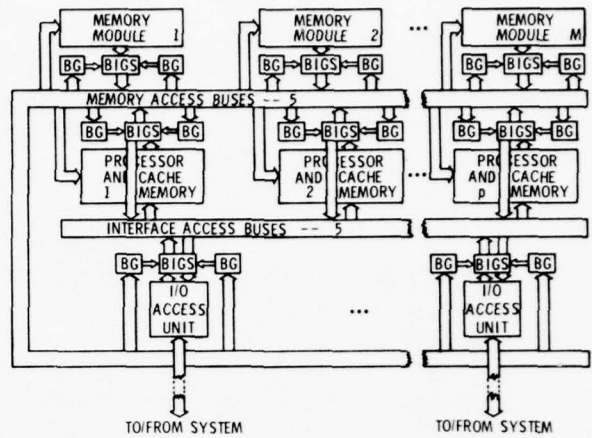 MEMORY
MODULE 1
MEMORY
MODULE 2
...
MEMORY
MODULE M
BG BIGS BG
BG BIGS BG
BG BIGS BG
MEMORY ACCESS BUSES -- 5
BG BIGS BG
BG BIGS BG
BG BIGS BG
PROCESSOR
AND CACHE
1 MEMORY
PROCESSOR
AND CACHE
2 MEMORY
...
PROCESSOR
AND CACHE
p MEMORY
INTERFACE ACCESS BUSES -- 5
BG BIGS BG
BG BIGS BG
I/O
ACCESS
UNIT
...
I/O
ACCESS
UNIT
TO/FROM SYSTEM
TO/FROM SYSTEM